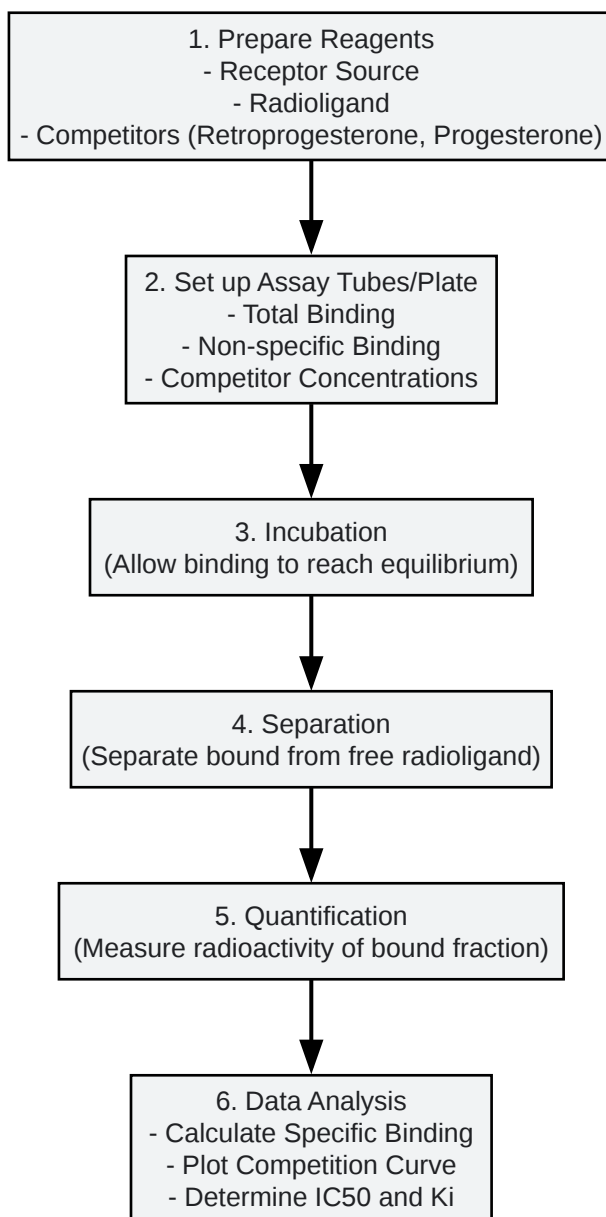 1. Prepare Reagents
- Receptor Source
- Radioligand
- Competitors (Retroprogesterone, Progesterone)
2. Set up Assay Tubes/Plate
- Total Binding
- Non-specific Binding
- Competitor Concentrations
3. Incubation
(Allow binding to reach equilibrium)
4. Separation
(Separate bound from free radioligand)
5. Quantification
(Measure radioactivity of bound fraction)
6. Data Analysis
- Calculate Specific Binding
- Plot Competition Curve
- Determine IC50 and Ki